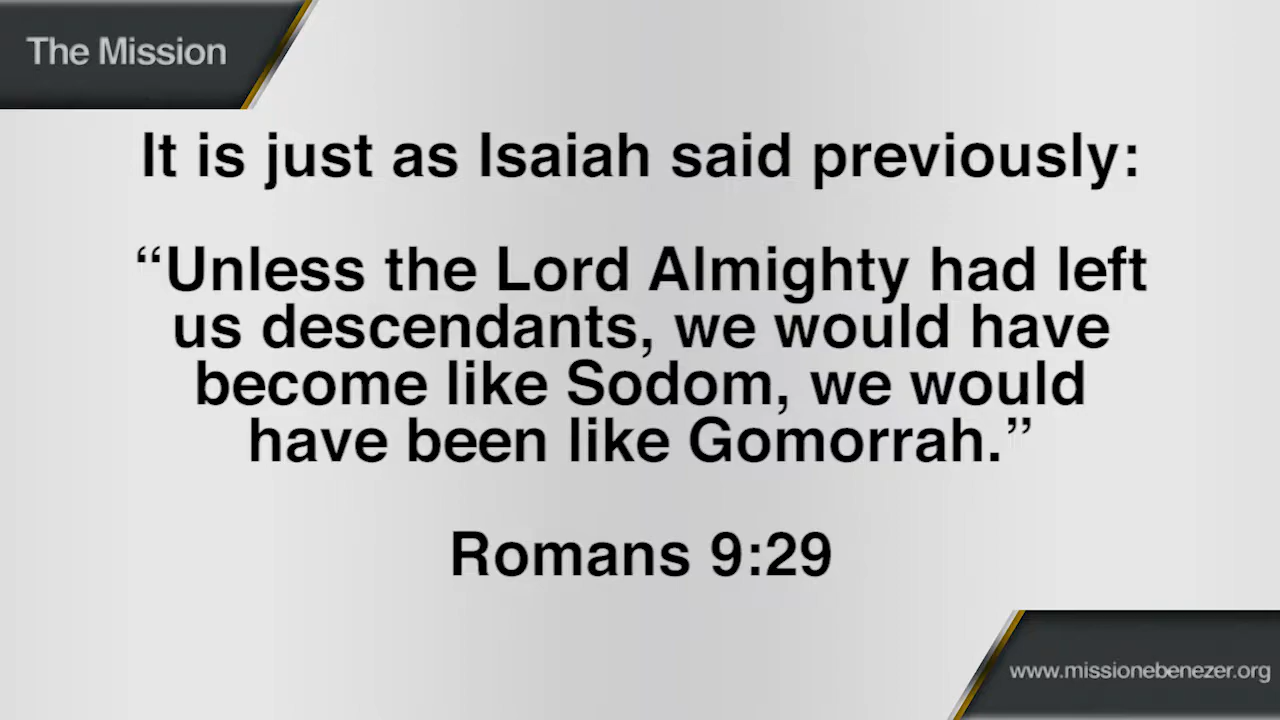 The Mission
It is just as Isaiah said previously:
“Unless the Lord Almighty had left
us descendants, we would have
become like Sodom, we would
have been like Gomorrah.”
Romans 9:29
www.missionebenezer.org